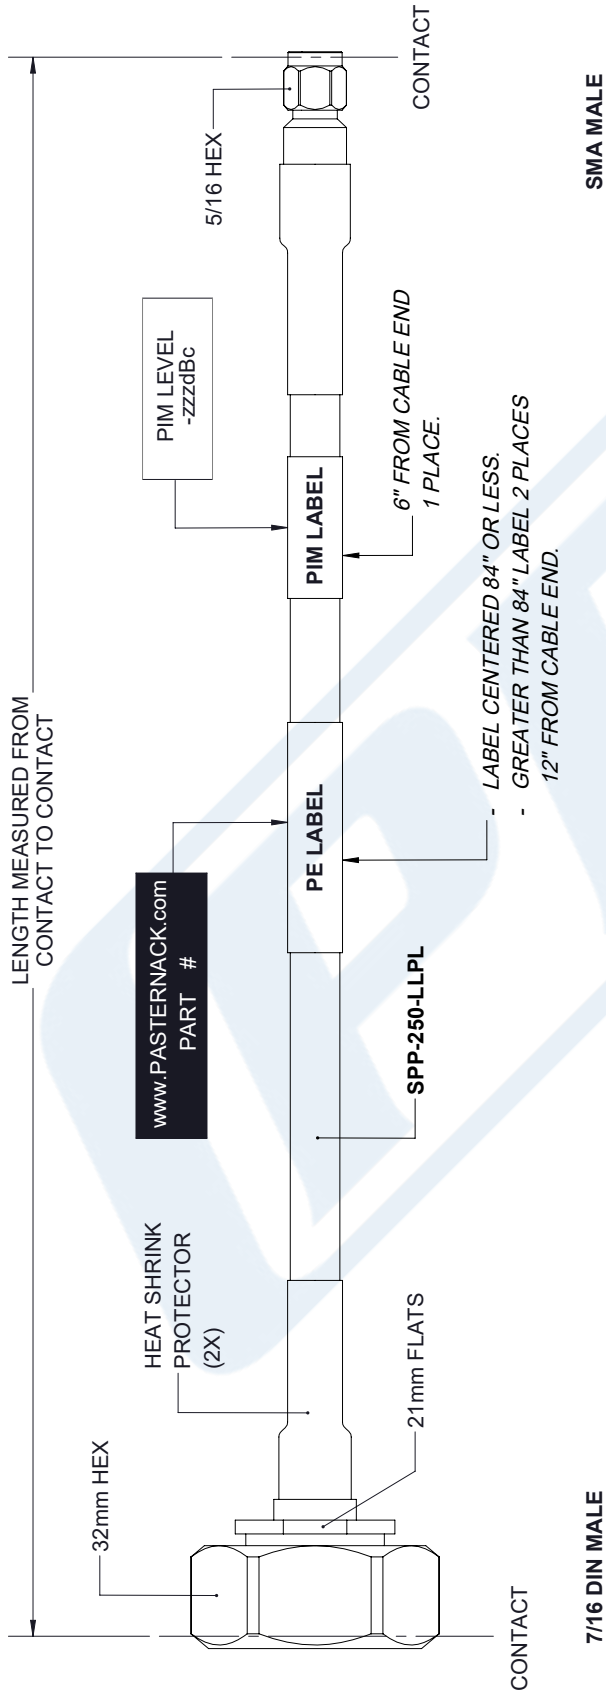 LENGTH MEASURED FROM
CONTACT TO CONTACT
32mm HEX
HEAT SHRINK
PROTECTOR
(2X)
www.PASTERNACK.com
PART #
PIM LEVEL
-zzzdBc
5/16 HEX
PE LABEL
PIM LABEL
21mm FLATS
SPP-250-LLPL
6" FROM CABLE END
1 PLACE.
- LABEL CENTERED 84" OR LESS.
- GREATER THAN 84" LABEL 2 PLACES
12" FROM CABLE END.
CONTACT
CONTACT
7/16 DIN MALE
SMA MALE